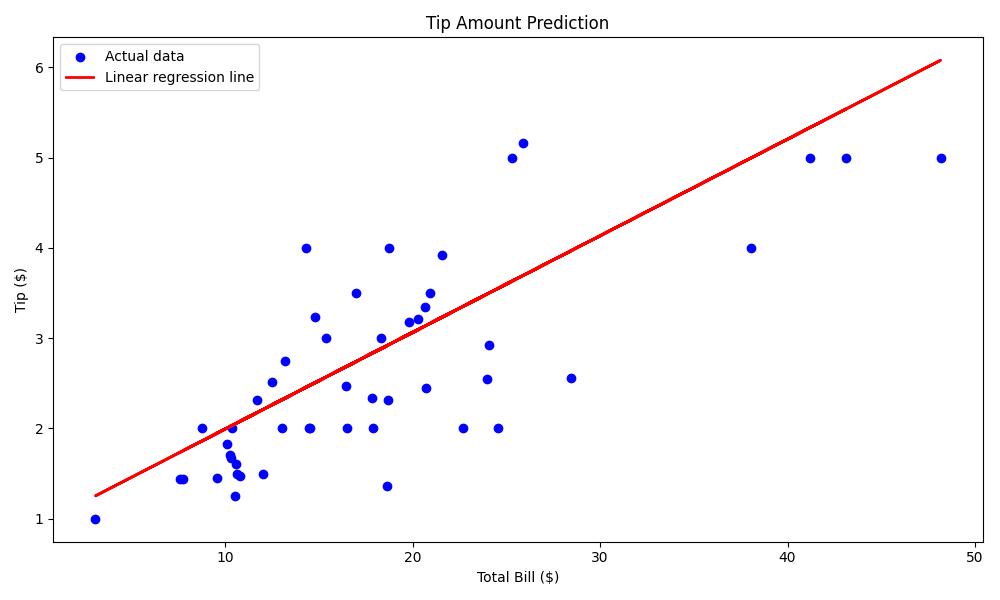 Tip Amount Prediction
Actual data
Linear regression line
6
5
4
3
2
1
Tip ($)
10 20 30 40 50
Total Bill ($)